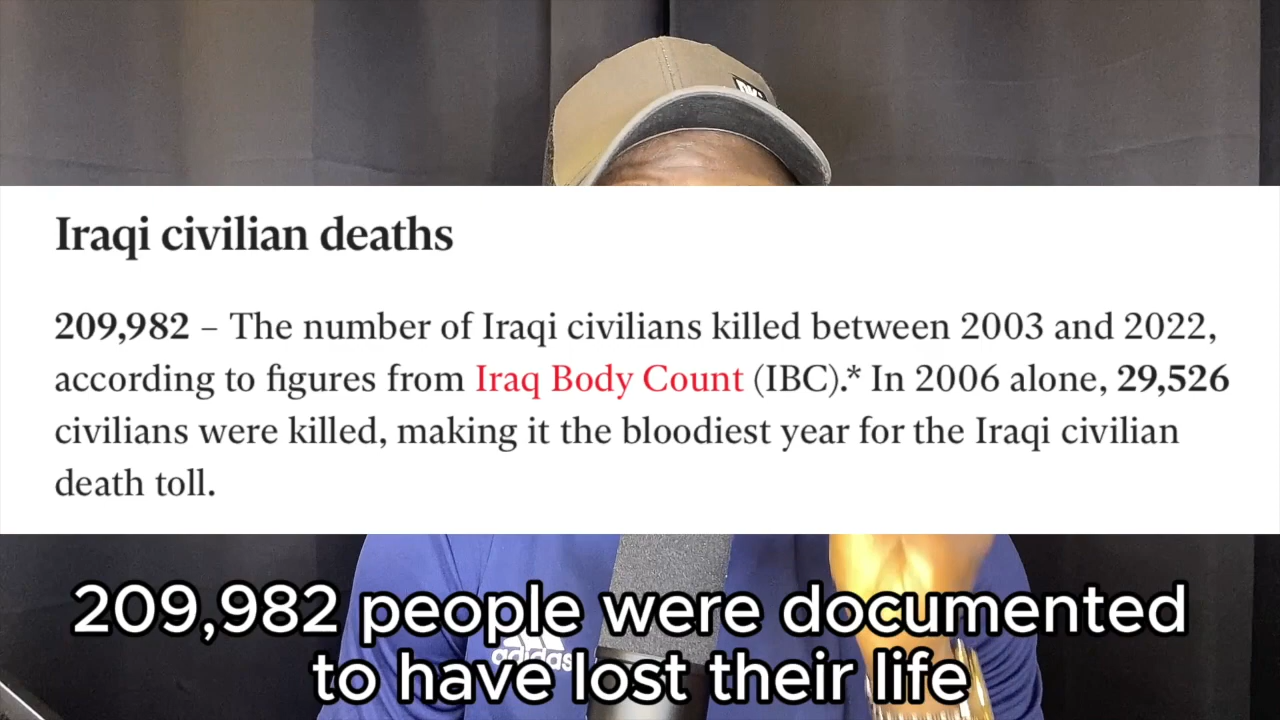 Iraqi civilian deaths
209,982 – The number of Iraqi civilians killed between 2003 and 2022,
according to figures from Iraq Body Count (IBC).* In 2006 alone, 29,526
civilians were killed, making it the bloodiest year for the Iraqi civilian
death toll.
209,982 people were documented
adidas
to have lost their life